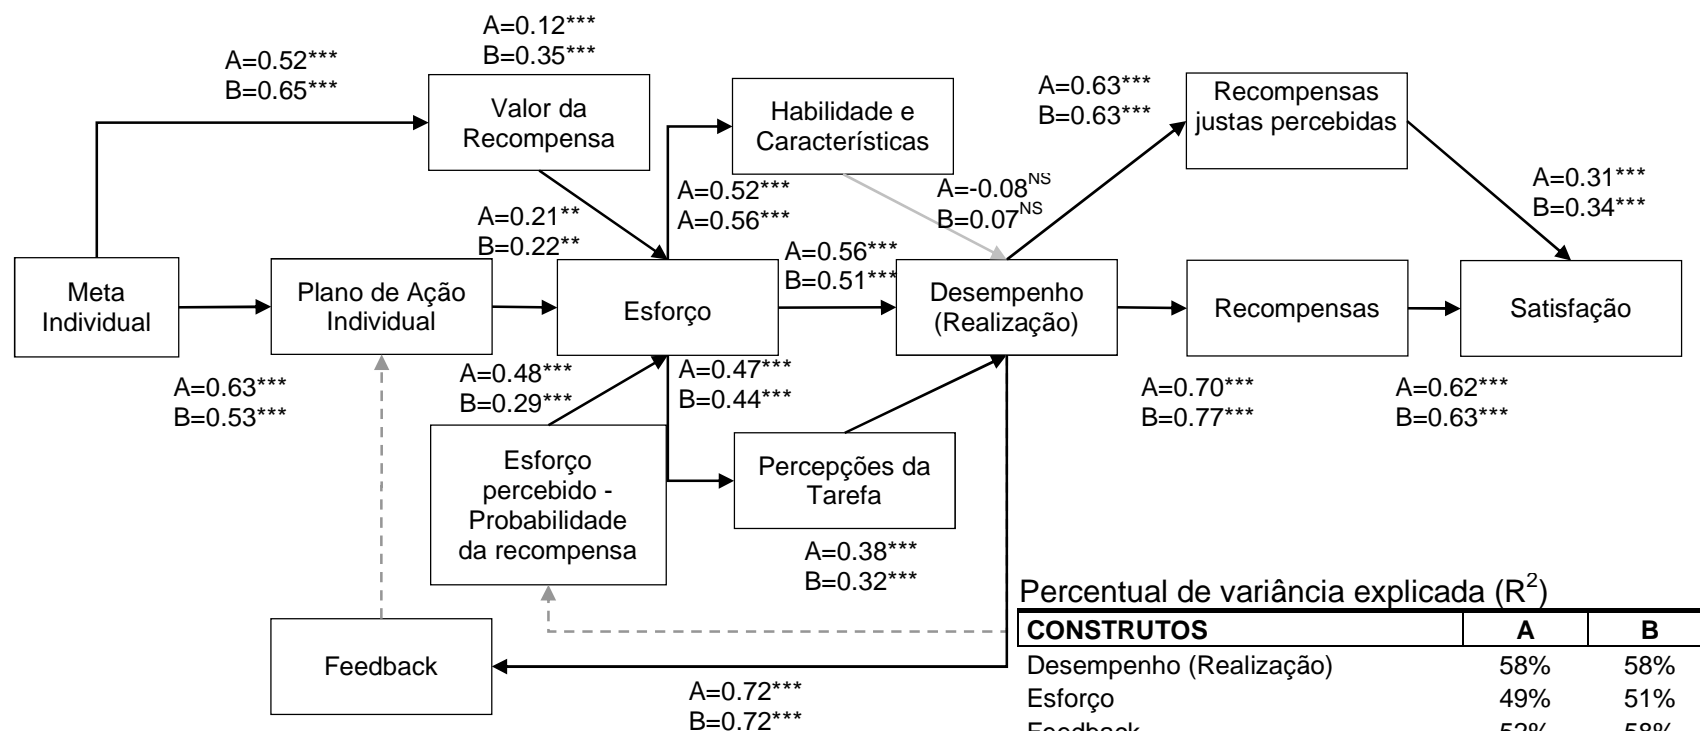 A=0.12***
B=0.35***
A=0.52***
B=0.65***
Valor da
Recompensa
Habilidade e
Características
A=0.63***
B=0.63***
Recompensas
justas percebidas
A=0.31***
B=0.34***
A=0.52***
A=0.56***
A=-0.08NS
B=0.07NS
A=0.21**
B=0.22**
A=0.56***
B=0.51***
Meta
Individual
Plano de Ação
Individual
Esforço
Desempenho
(Realização)
Recompensas
Satisfação
A=0.63***
B=0.53***
A=0.48***
B=0.29***
A=0.47***
B=0.44***
A=0.70***
B=0.77***
A=0.62***
B=0.63***
Esforço
percebido -
Probabilidade
da recompensa
Percepções da
Tarefa
A=0.38***
B=0.32***
Feedback
A=0.72***
B=0.72***
Percentual de variância explicada (R2)
CONSTRUTOS A B
Desempenho (Realização) 58% 58%
Esforço 49% 51%
Feedback 52% 58%